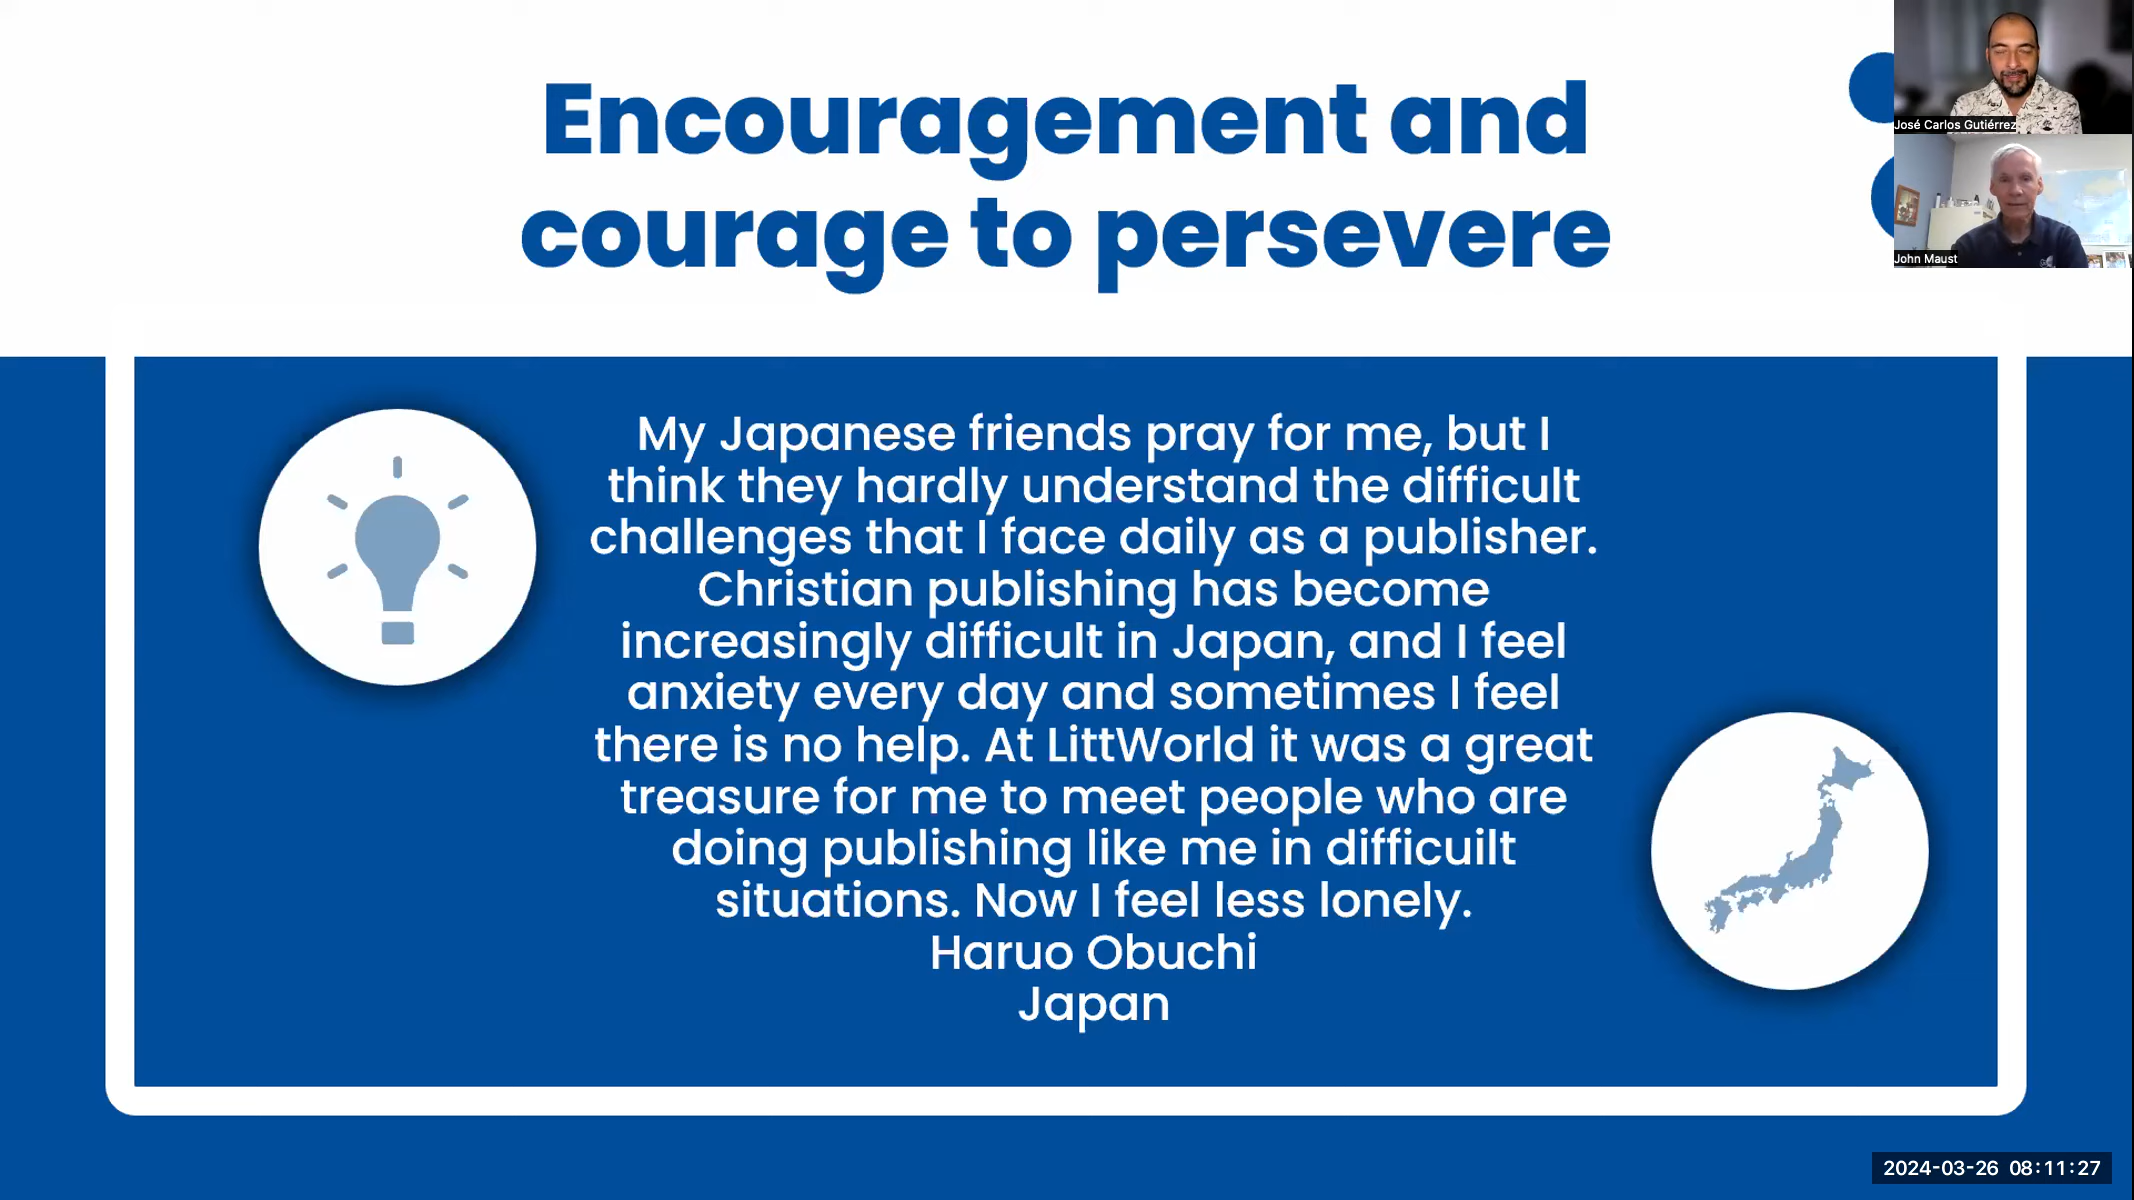 Encouragement and
courage to persevere
José Carlos Gutiérrez
John Maust
My Japanese friends pray for me, but I
think they hardly understand the difficult
challenges that I face daily as a publisher.
Christian publishing has become
increasingly difficult in Japan, and I feel
anxiety every day and sometimes I feel
there is no help. At LittWorld it was a great
treasure for me to meet people who are
doing publishing like me in difficuilt
situations. Now I feel less lonely.
Haruo Obuchi
Japan
2024-03-26 08:11:27